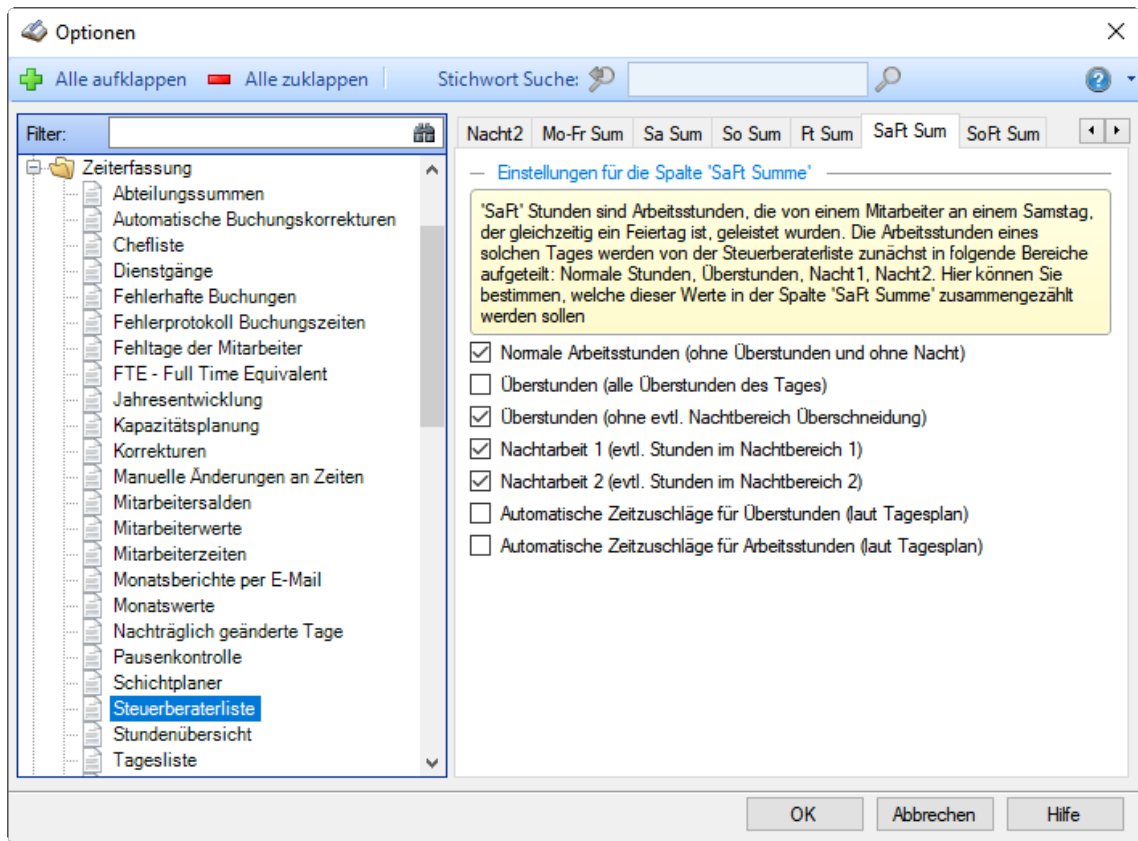 Optionen
Alle aufklappen
Alle zuklappen
Stichwort Suche:
Filter:
Zeiterfassung
Abteilungssummen
Automatische Buchungskorrekturen
Chefliste
Dienstgänge
Fehlerhafte Buchungen
Fehlerprotokoll Buchungszeiten
Fehltage der Mitarbeiter
FTE - Full Time Equivalent
Jahresentwicklung
Kapazitätsplanung
Korrekturen
Manuelle Änderungen an Zeiten
Mitarbeitersalden
Mitarbeiterwerte
Mitarbeiterzeiten
Monatsberichte per E-Mail
Monatswerte
Nachträglich geänderte Tage
Pausenkontrolle
Schichtplaner
Steuerberaterliste
Stundenübersicht
Tagesliste
Nacht2 Mo-Fr Sum Sa Sum So Sum Ft Sum SaFt Sum SoFt Sum
Einstellungen für die Spalte 'SaFt Summe'
'SaFt' Stunden sind Arbeitsstunden, die von einem Mitarbeiter an einem Samstag,
der gleichzeitig ein Feiertag ist, geleistet wurden. Die Arbeitsstunden eines
solchen Tages werden von der Steuerberaterliste zunächst in folgende Bereiche
aufgeteilt: Normale Stunden, Überstunden, Nacht1, Nacht2. Hier können Sie
bestimmen, welche dieser Werte in der Spalte 'SaFt Summe' zusammengezählt
werden sollen
Normale Arbeitsstunden (ohne Überstunden und ohne Nacht)
Überstunden (alle Überstunden des Tages)
Überstunden (ohne evtl. Nachtbereich Überschneidung)
Nachtarbeit 1 (evtl. Stunden im Nachtbereich 1)
Nachtarbeit 2 (evtl. Stunden im Nachtbereich 2)
Automatische Zeitzuschläge für Überstunden (laut Tagesplan)
Automatische Zeitzuschläge für Arbeitsstunden (laut Tagesplan)
OK
Abbrechen
Hilfe